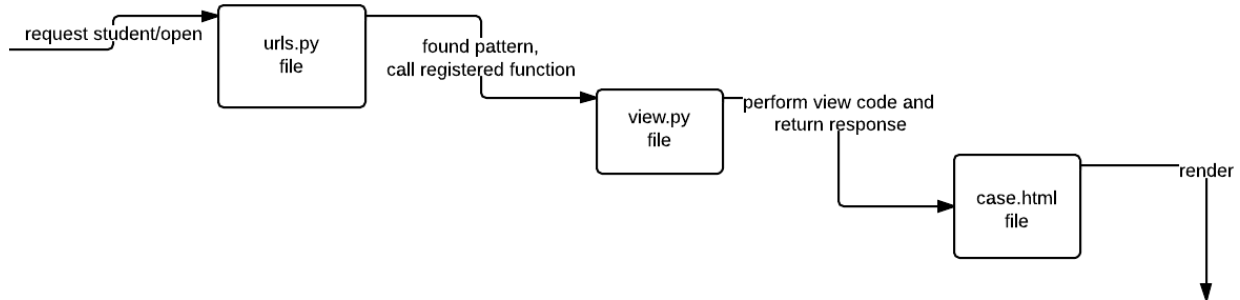 request student/open
urls.py
file
found pattern,
call registered function
view.py
file
perform view code and
return response
case.html
file
render